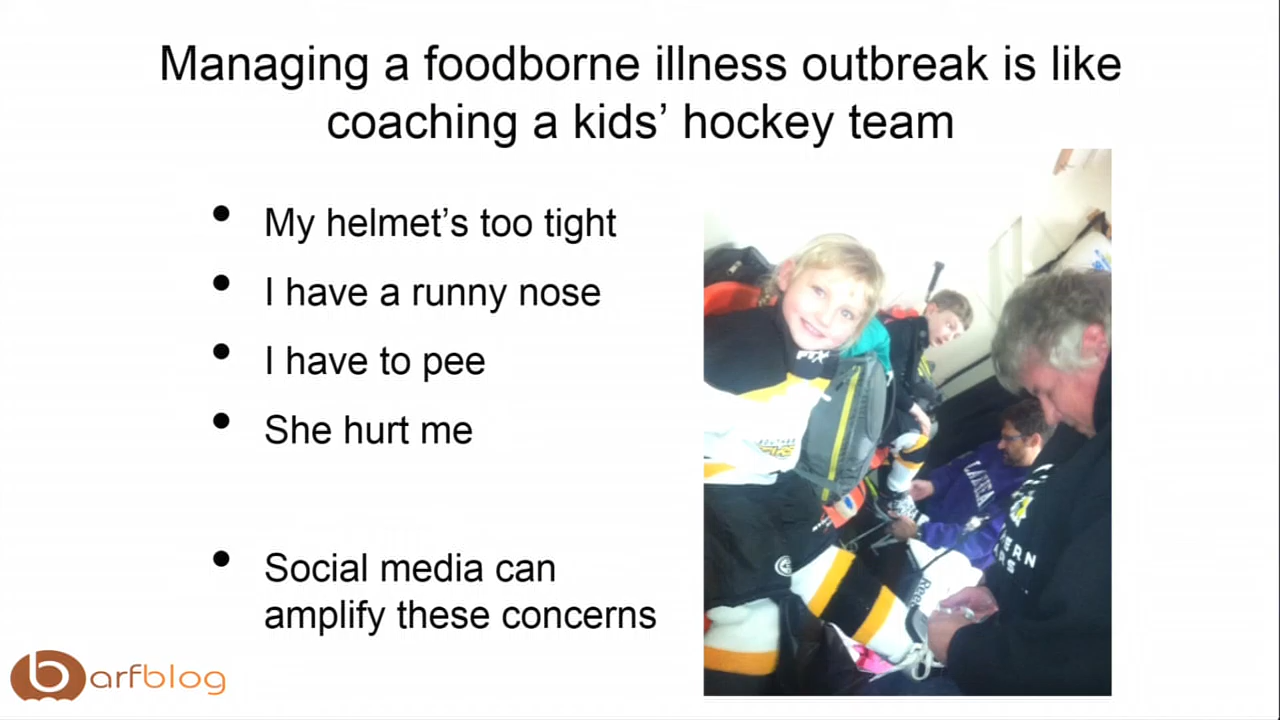 Managing a foodborne illness outbreak is like
coaching a kids' hockey team
• My helmet's too tight
• I have a runny nose
• I have to pee
• She hurt me
• Social media can
amplify these concerns
barfblog